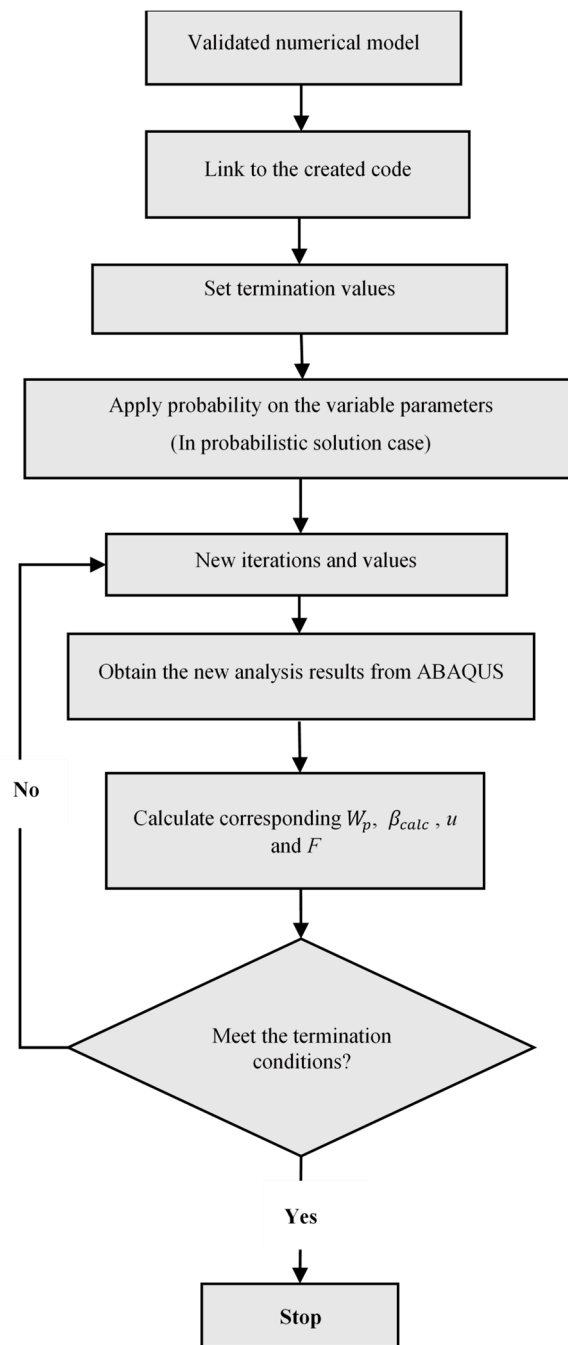 Validated numerical model
Link to the created code
Set termination values
Apply probability on the variable parameters
(In probabilistic solution case)
New iterations and values
Obtain the new analysis results from ABAQUS
No
Calculate corresponding W_p, β_calc , u
and F
Meet the termination
conditions?
Yes
Stop